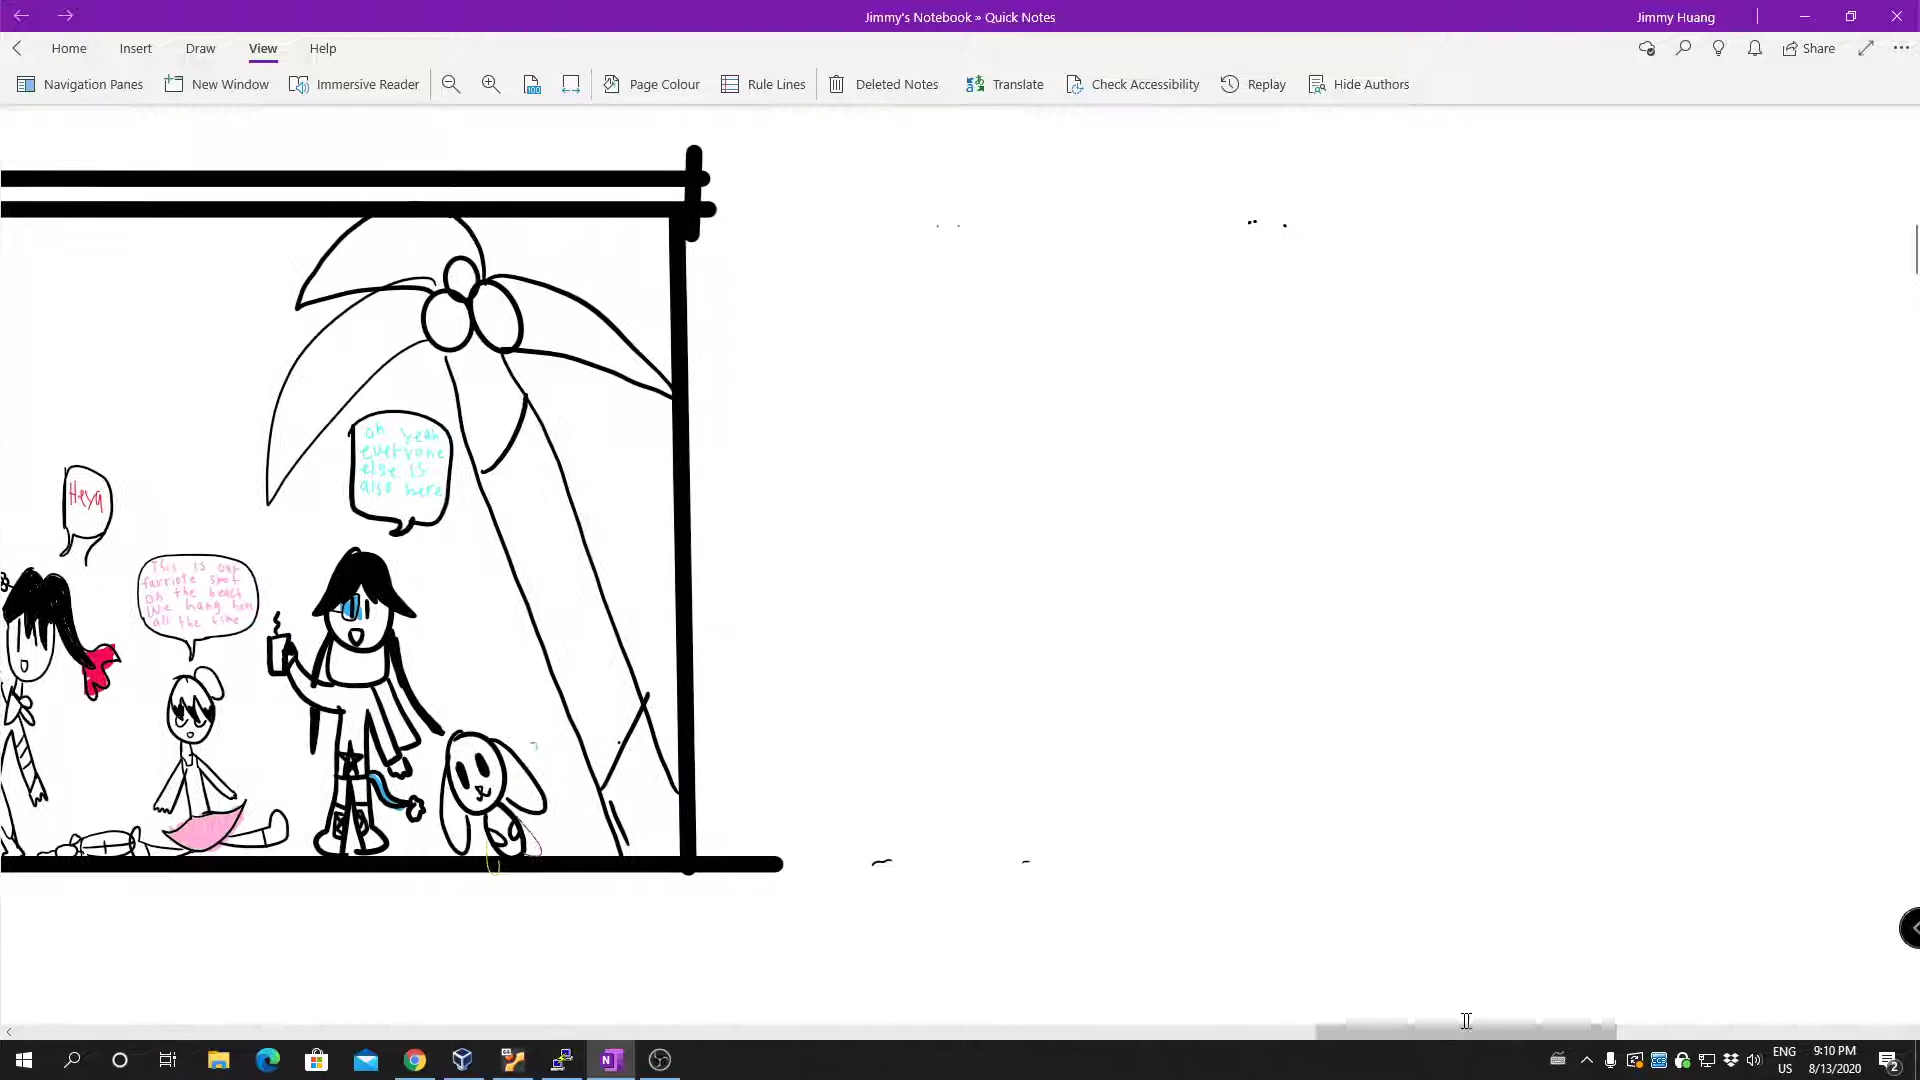 Jimmy's Notebook » Quick Notes
Jimmy Huang
Home Insert Draw View Help
Share
Navigation Panes New Window Immersive Reader 100 Page Colour Rule Lines Deleted Notes Translate Check Accessibility Replay Hide Authors
oh yeah
everyone
else is
also here
Heya
This is our
favriote spot
on the beach
We hang here
all the time
ENG
US
9:10 PM
8/13/2020
2